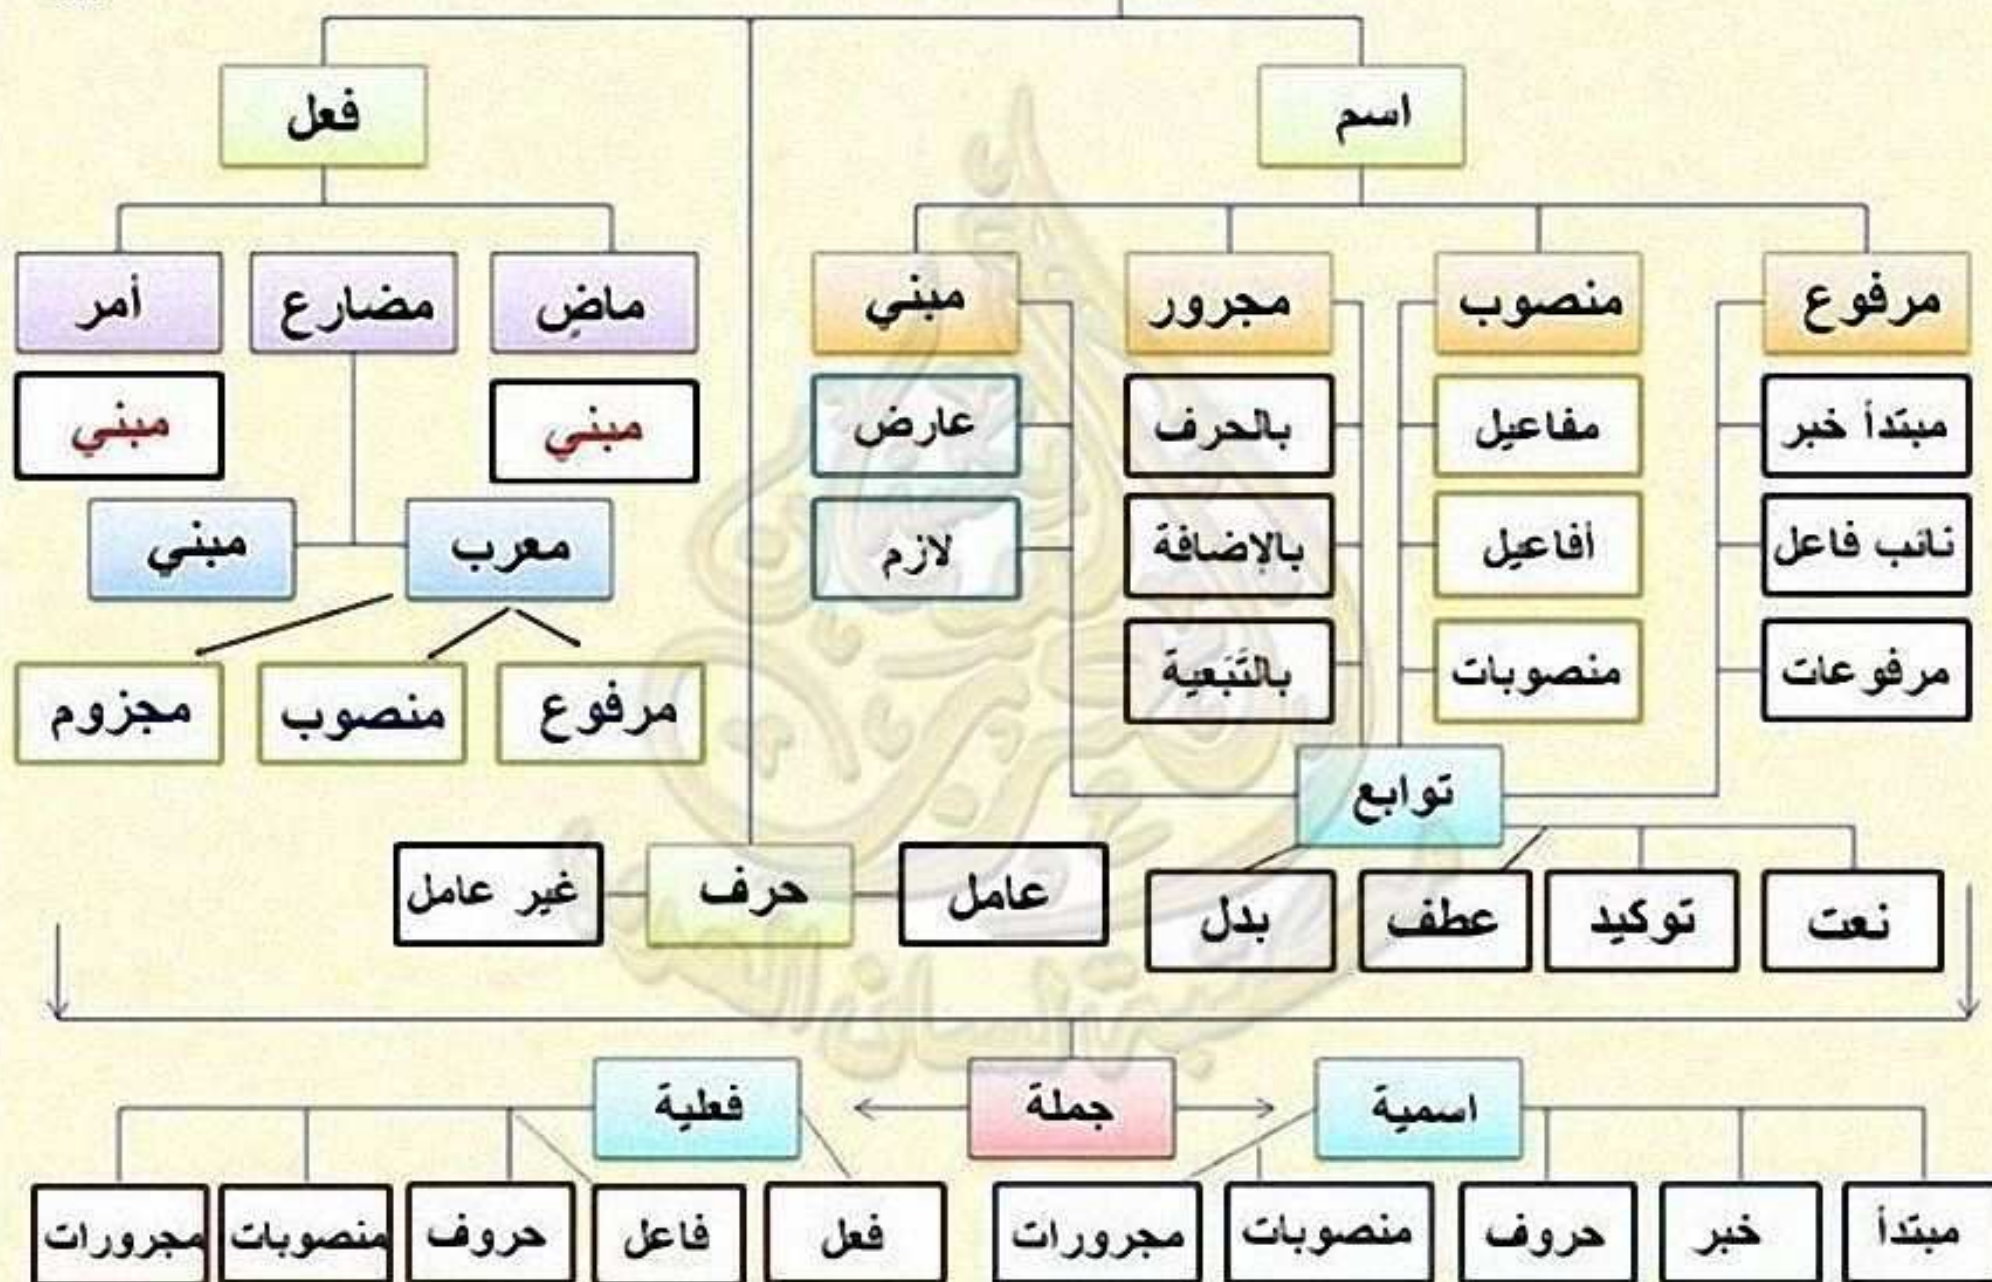 اسم
فعل
مرفوع
منصوب
مجرور
مبني
ماضٍ
مضارع
أمر
مبتدأ خبر
مفاعيل
بالحرف
عارض
مبني
مبني
نائب فاعل
أفاعيل
بالإضافة
لازم
معرب
مبني
مرفوعات
منصوبات
بالتَبَعية
مرفوع
منصوب
مجزوم
توابع
عامل
حرف
غير عامل
نعت
توكيد
عطف
بدل
اسمية
جملة
فعلية
مبتدأ
خبر
حروف
منصوبات
مجرورات
فعل
فاعل
حروف
منصوبات
مجرورات